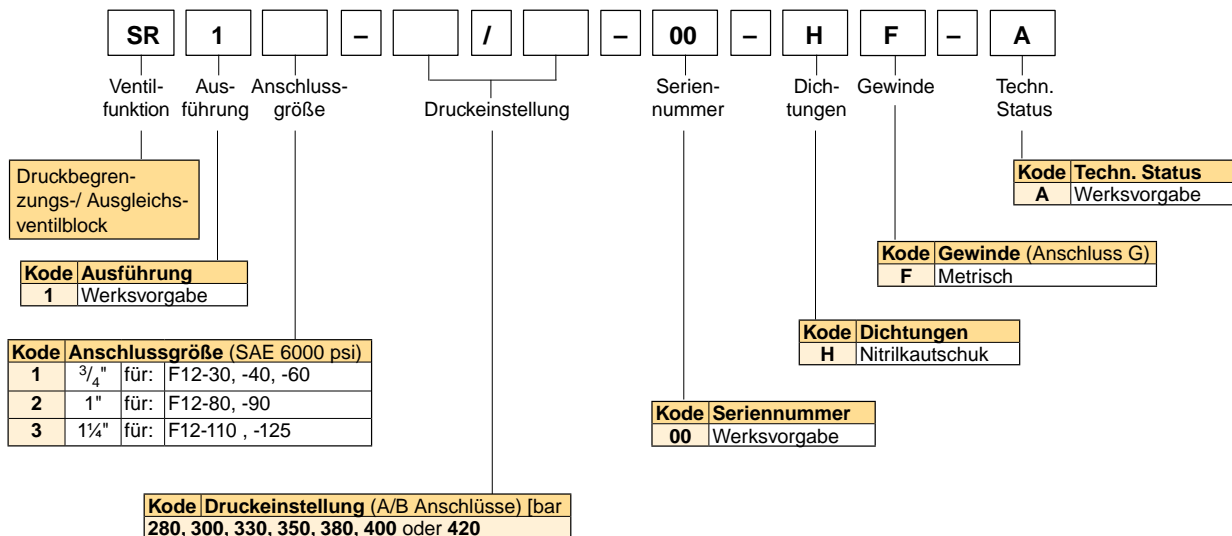 SR 1 – / – 00 – H F – A
Ventil-
funktion
Aus-
führung
Anschluss-
größe
Druckeinstellung
Serien-
nummer
Dich-
tungen
Gewinde
Techn.
Status
Druckbegren-
zungs-/ Ausgleichs-
ventilblock
Kode Techn. Status
A Werksvorgabe
Kode Gewinde (Anschluss G)
F Metrisch
Kode Ausführung
1 Werksvorgabe
Kode Dichtungen
H Nitrilkautschuk
Kode Anschlussgröße (SAE 6000 psi)
1 3/4" für: F12-30, -40, -60
2 1" für: F12-80, -90
3 1¼" für: F12-110 , -125
Kode Seriennummer
00 Werksvorgabe
Kode Druckeinstellung (A/B Anschlüsse) [bar
280, 300, 330, 350, 380, 400 oder 420